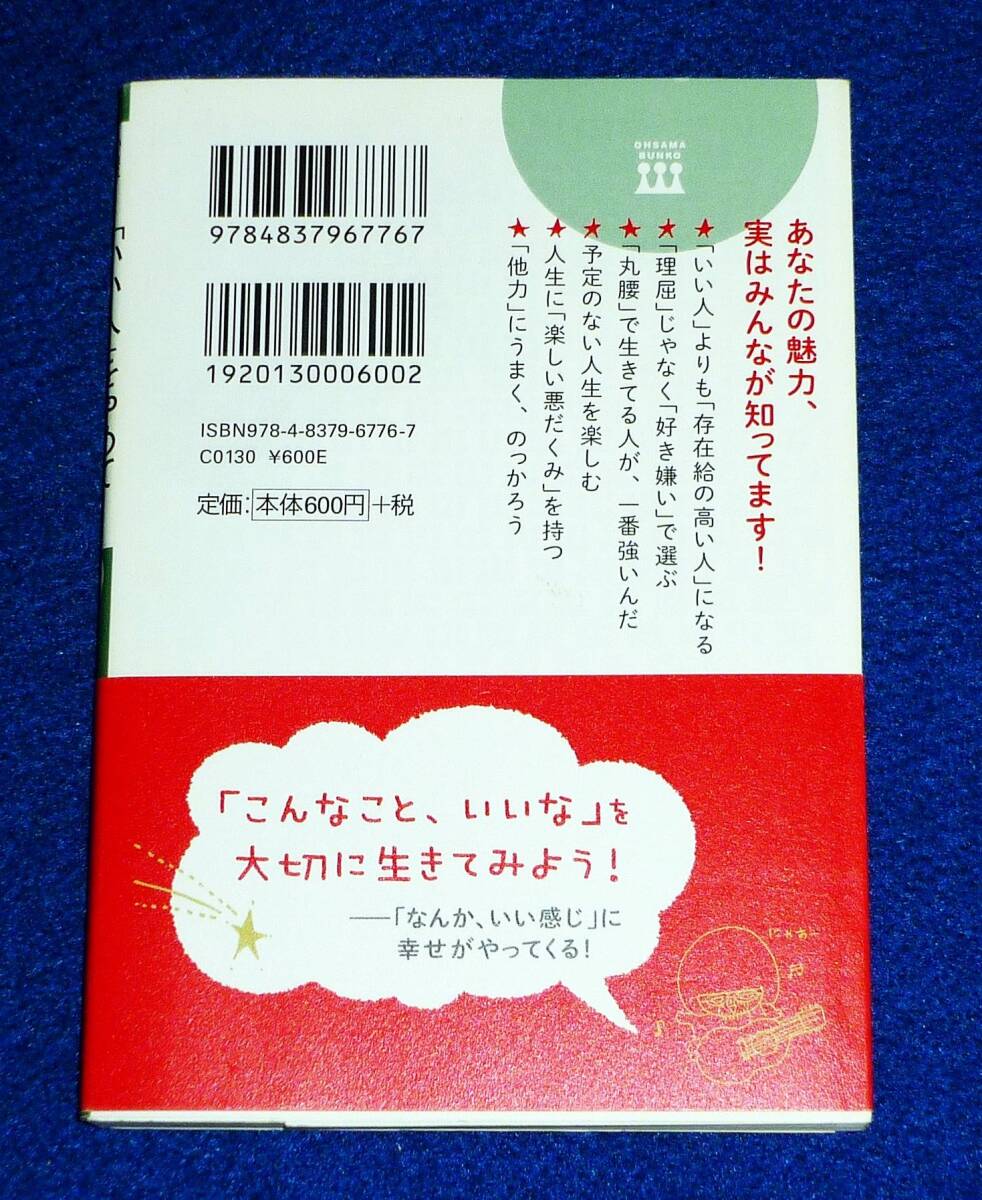 OHSAMA
BUNKO
あなたの魅力、
実はみんなが知ってます！
★「いい人」よりも「存在給の高い人」になる
★「理屈」じゃなく「好き嫌い」で選ぶ
★「丸腰」で生きてる人が、一番強いんだ
★予定のない人生を楽しむ
★人生に「楽しい悪だくみ」を持つ
★「他力」にうまく、のっかろう
9784837967767
1920130006002
ISBN978-4-8379-6776-7
C0130 ¥600E
定価：本体600円+税
「こんなこと、いいな」を
大切に生きてみよう！
──「なんか、いい感じ」に
幸せがやってくる！
にゃあー